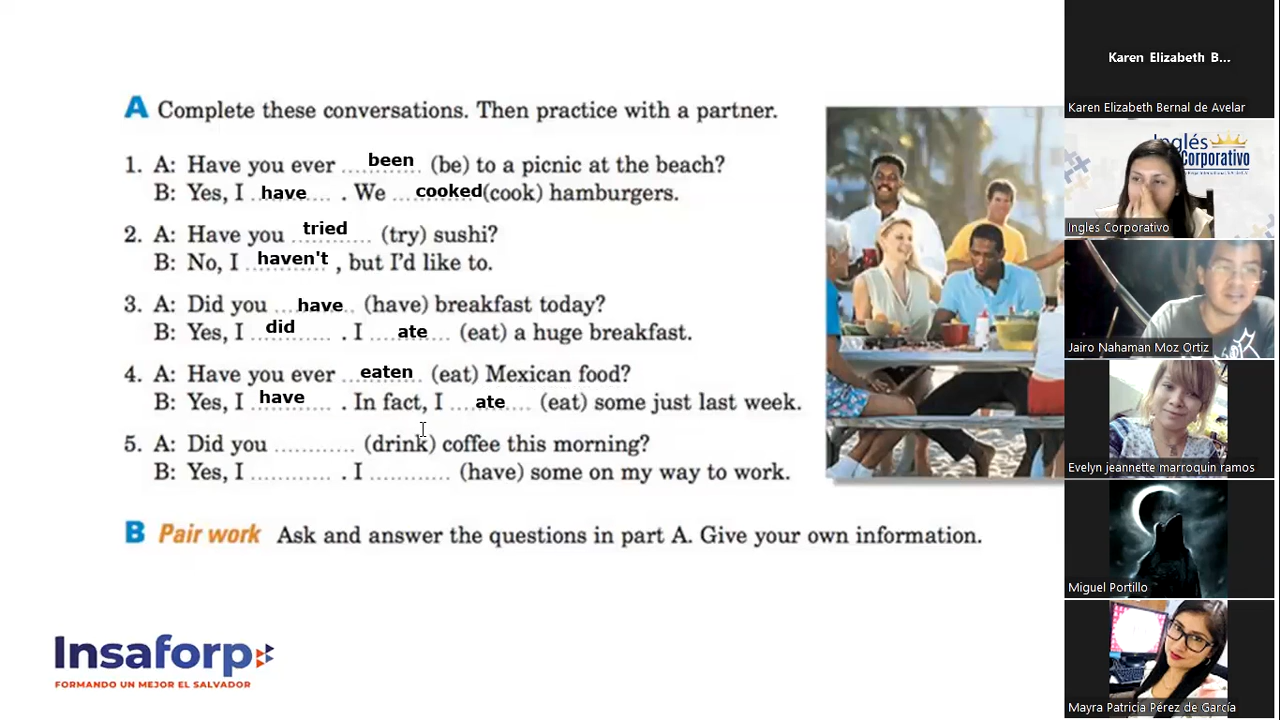 A Complete these conversations. Then practice with a partner.
1. A: Have you ever ...been... (be) to a picnic at the beach?
B: Yes, I ...have... . We ...cooked (cook) hamburgers.
2. A: Have you ...tried... (try) sushi?
B: No, I ...haven't... , but I'd like to.
3. A: Did you ...have... (have) breakfast today?
B: Yes, I ...did... . I ...ate... (eat) a huge breakfast.
4. A: Have you ever ...eaten... (eat) Mexican food?
B: Yes, I ...have... . In fact, I ...ate... (eat) some just last week.
5. A: Did you ............ (drink) coffee this morning?
B: Yes, I ............ . I ............ (have) some on my way to work.
B Pair work Ask and answer the questions in part A. Give your own information.
Insaforp
FORMANDO UN MEJOR EL SALVADOR
Karen Elizabeth B...
Karen Elizabeth Bernal de Avelar
Inglés
Corporativo
Ingles Corporativo
Jairo Nahaman Moz Ortiz
Evelyn jeannette marroquin ramos
Miguel Portillo
Mayra Patricia Pérez de García